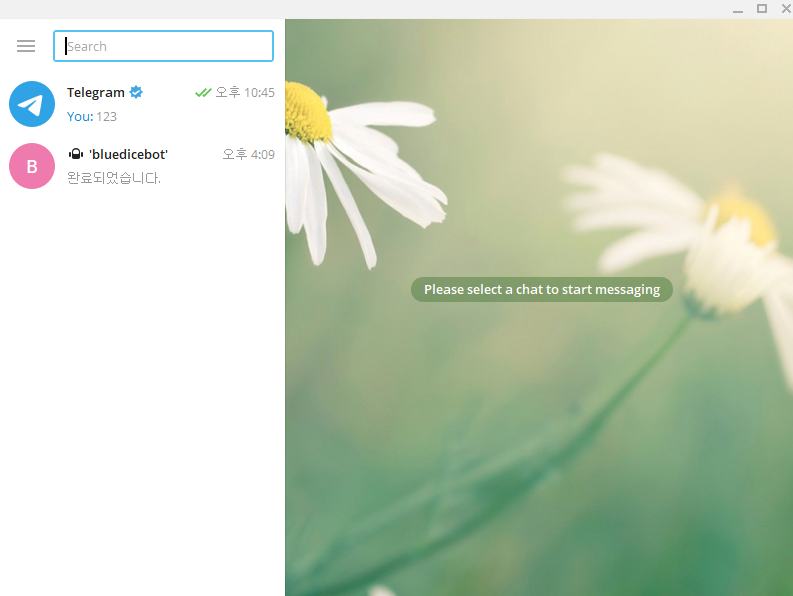 Search
Telegram 오후 10:45
You: 123
B 'bluedicebot' 오후 4:09
완료되었습니다.
Please select a chat to start messaging